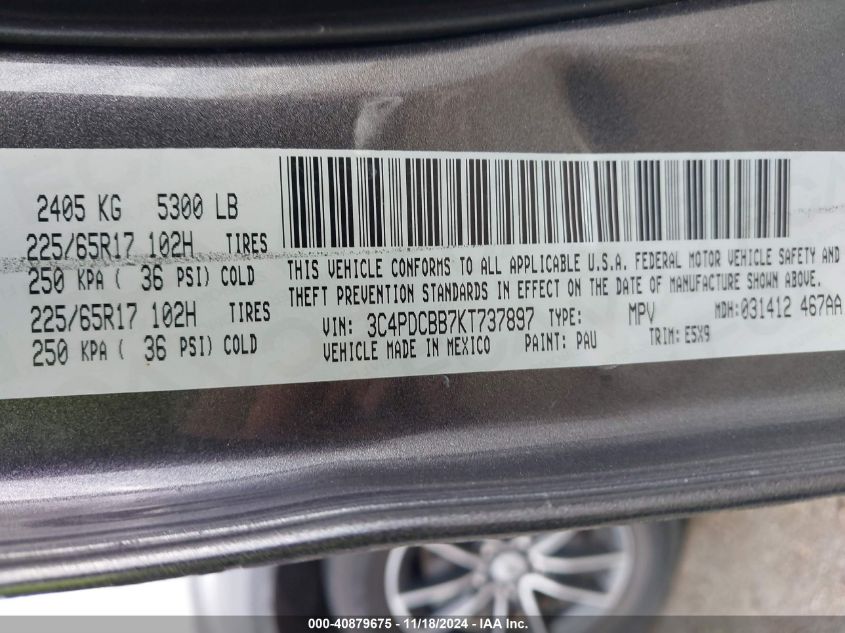 2405 KG 5300 LB
225/65R17 102H TIRES
250 KPA ( 36 PSI) COLD
225/65R17 102H TIRES
250 KPA ( 36 PSI) COLD
THIS VEHICLE CONFORMS TO ALL APPLICABLE U.S.A. FEDERAL MOTOR VEHICLE SAFETY AND
THEFT PREVENTION STANDARDS IN EFFECT ON THE DATE OF MANUFACTURE SHOWN ABOVE.
VIN: 3C4PDCBB7KT737897 TYPE: MPV MDH: 031412 467AA
VEHICLE MADE IN MEXICO PAINT: PAU TRIM: E5X9
000-40879675 - 11/18/2024 - IAA Inc.